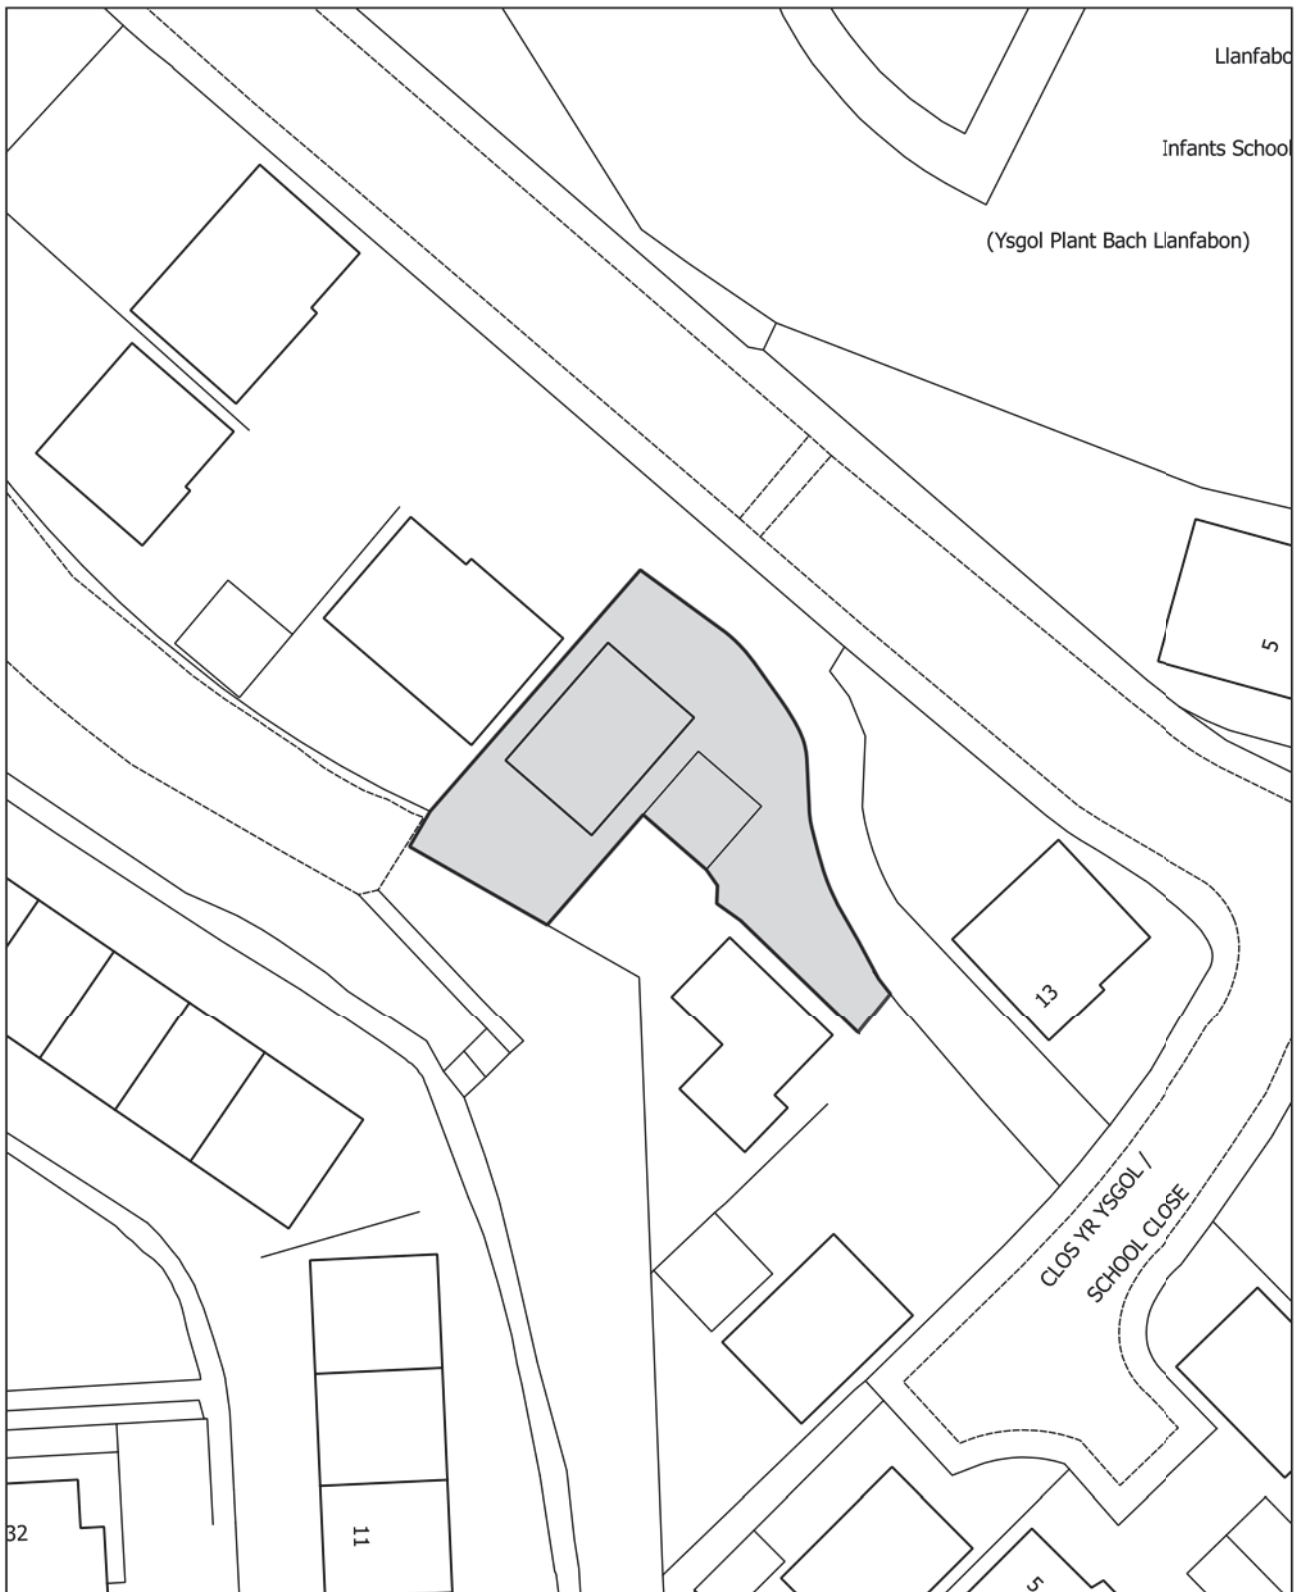 Llanfabo
Infants School
(Ysgol Plant Bach Llanfabon)
5
13
CLOS YR YSGOL /
SCHOOL CLOSE
32
11
5